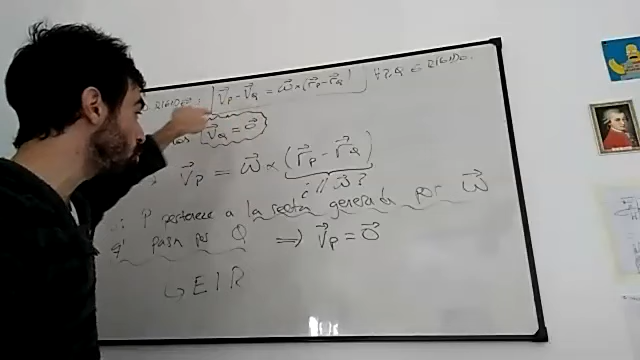 RIGIDO: V⃗p - V⃗Q = ω⃗ × (r⃗p - r⃗Q) ∀ P,Q ∈ RIGIDO.
V⃗Q = 0⃗
V⃗p = ω⃗ × (r⃗p - r⃗Q)
¿ // ω⃗ ?
∴ P pertenece a la recta generada por ω⃗
q' pasa por Q ⟹ V⃗p = 0⃗
↳ EIR